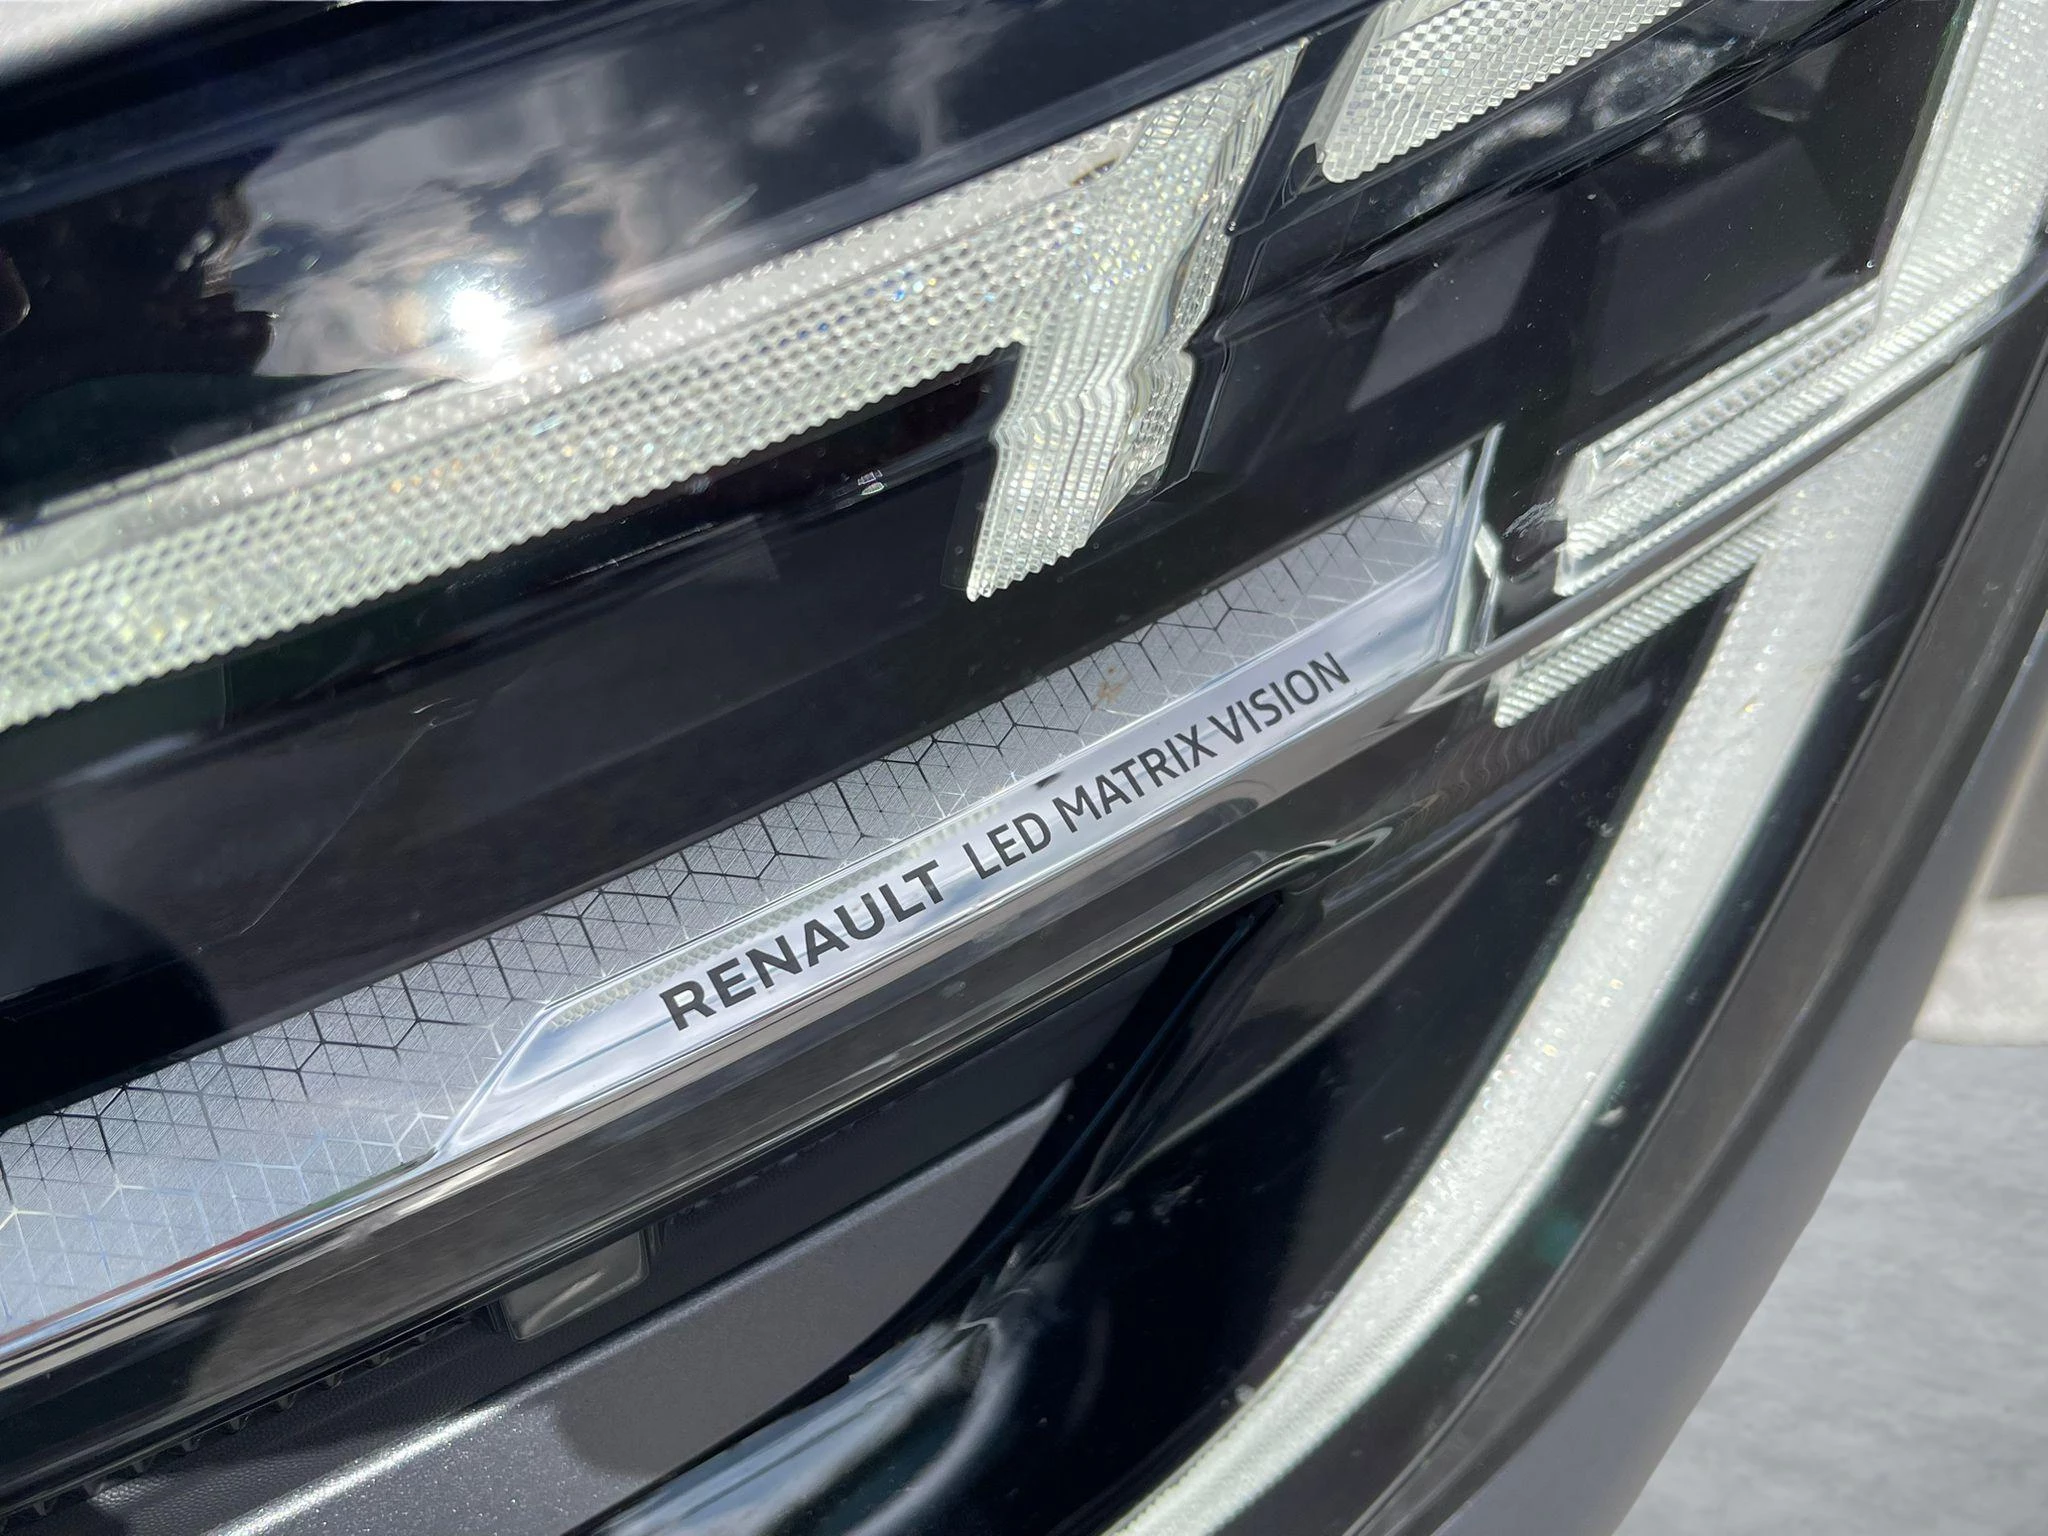 RENAULT LED MATRIX VISION